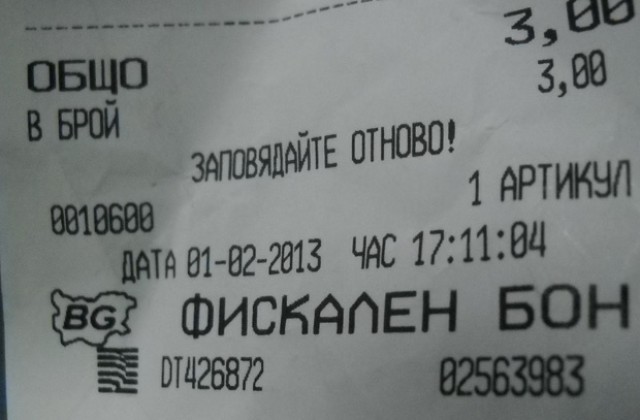 ОБЩО 3,00
В БРОЙ 3,00
ЗАПОВЯДАЙТЕ ОТНОВО!
0010600 1 АРТИКУЛ
ДАТА 01-02-2013 ЧАС 17:11:04
BG ФИСКАЛЕН БОН
DT426872 02563983